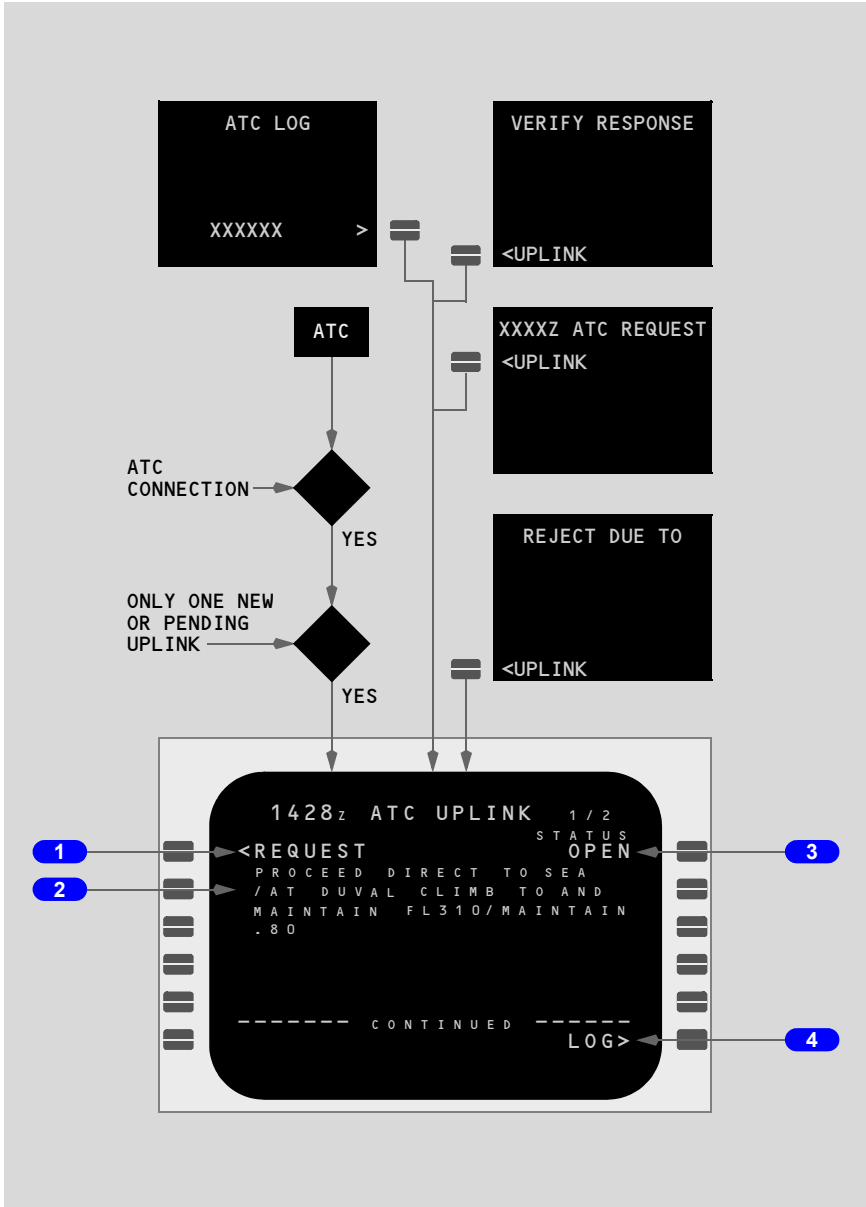 ATC LOG
XXXXXX >
VERIFY RESPONSE
<UPLINK
ATC
XXXXZ ATC REQUEST
<UPLINK
ATC
CONNECTION
YES
REJECT DUE TO
<UPLINK
ONLY ONE NEW
OR PENDING
UPLINK
YES
1428z ATC UPLINK 1/2
STATUS
<REQUEST OPEN
PROCEED DIRECT TO SEA
/AT DUVAL CLIMB TO AND
MAINTAIN FL310/MAINTAIN
.80
------- CONTINUED ------
LOG>
1
2
3
4